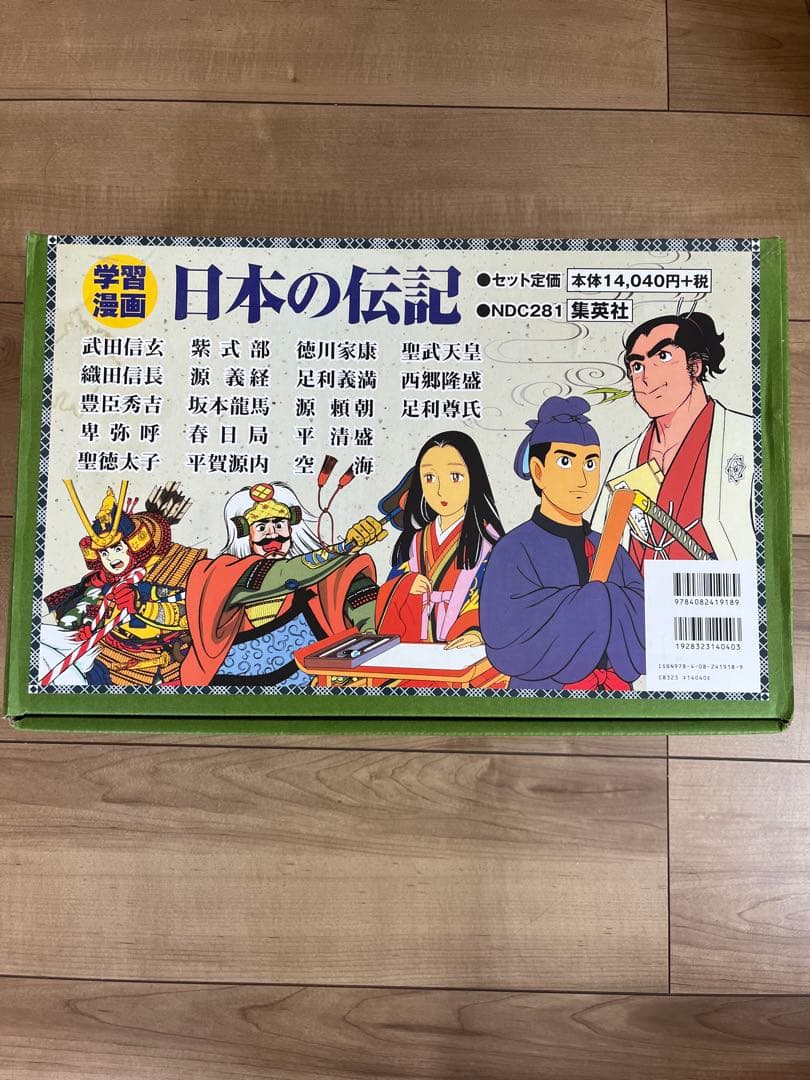 学習
漫画
日本の伝記
●セット定価 本体14,040円+税
●NDC281 集英社
武田信玄 紫式部 徳川家康 聖武天皇
織田信長 源義経 足利義満 西郷隆盛
豊臣秀吉 坂本龍馬 源頼朝 足利尊氏
卑弥呼 春日局 平清盛
聖徳太子 平賀源内 空海
9784082419189
1928323140403
ISBN978-4-08-241918-9
C8323 ¥14040E